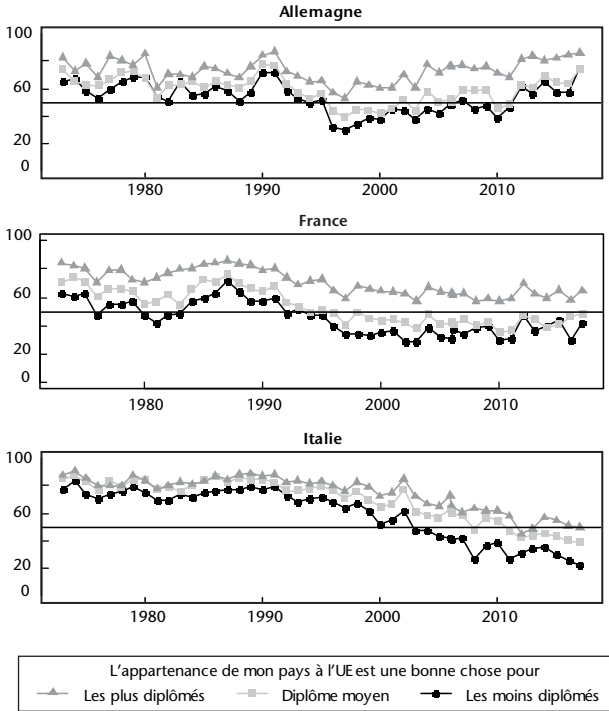 Allemagne
100
60
20
0
1980 1990 2000 2010
France
100
60
30
0
1980 1990 2000 2010
Italie
100
60
20
0
1980 1990 2000 2010
L'appartenance de mon pays à l'UE est une bonne chose pour
Les plus diplômés Diplôme moyen Les moins diplômés